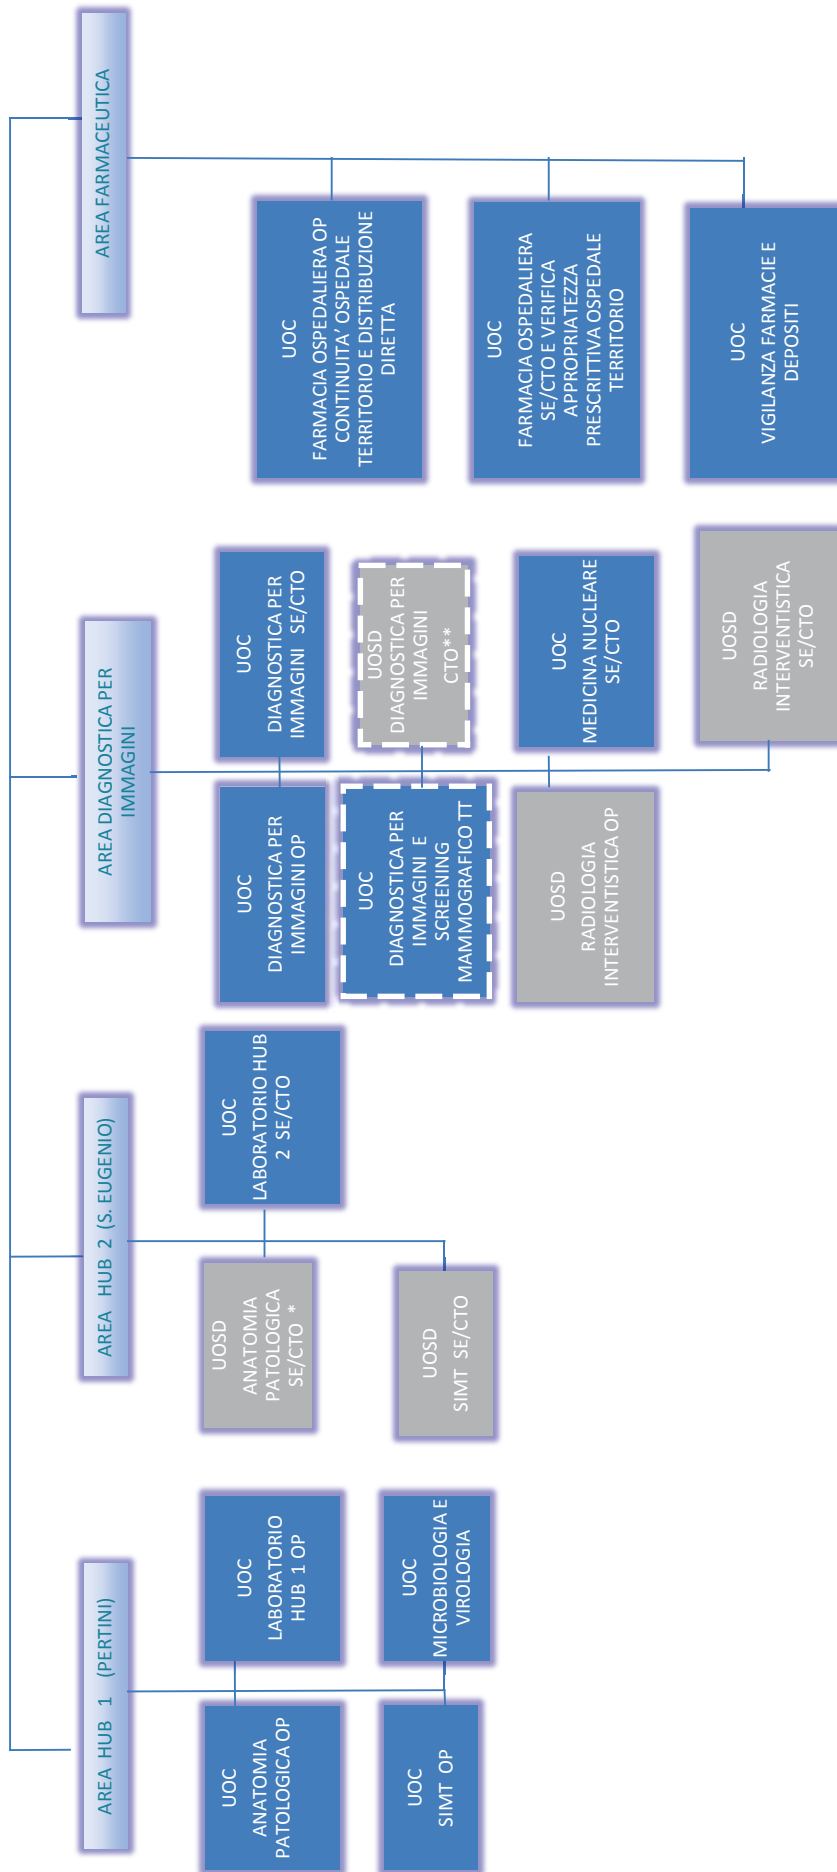 AREA HUB 1 (PERTINI)
UOC
ANATOMIA
PATOLOGICA OP
UOC
LABORATORIO
HUB 1 OP
UOC
SIMT OP
UOC
MICROBIOLOGIA E
VIROLOGIA
AREA HUB 2 (S. EUGENIO)
UOSD
ANATOMIA
PATOLOGICA
SE/CTO *
UOC
LABORATORIO HUB
2 SE/CTO
UOSD
SIMT SE/CTO
AREA DIAGNOSTICA PER
IMMAGINI
UOC
DIAGNOSTICA PER
IMMAGINI OP
UOC
DIAGNOSTICA PER
IMMAGINI SE/CTO
UOC
DIAGNOSTICA PER
IMMAGINI E
SCREENING
MAMMOGRAFICO TT
UOSD
DIAGNOSTICA PER
IMMAGINI
CTO**
UOSD
RADIOLOGIA
INTERVENTISTICA OP
UOC
MEDICINA NUCLEARE
SE/CTO
UOSD
RADIOLOGIA
INTERVENTISTICA
SE/CTO
AREA FARMACEUTICA
UOC
FARMACIA OSPEDALIERA OP
CONTINUITA’ OSPEDALE
TERRITORIO E DISTRIBUZIONE
DIRETTA
UOC
FARMACIA OSPEDALIERA
SE/CTO E VERIFICA
APPROPRIATEZZA
PRESCRITTIVA OSPEDALE
TERRITORIO
UOC
VIGILANZA FARMACIE E
DEPOSITI